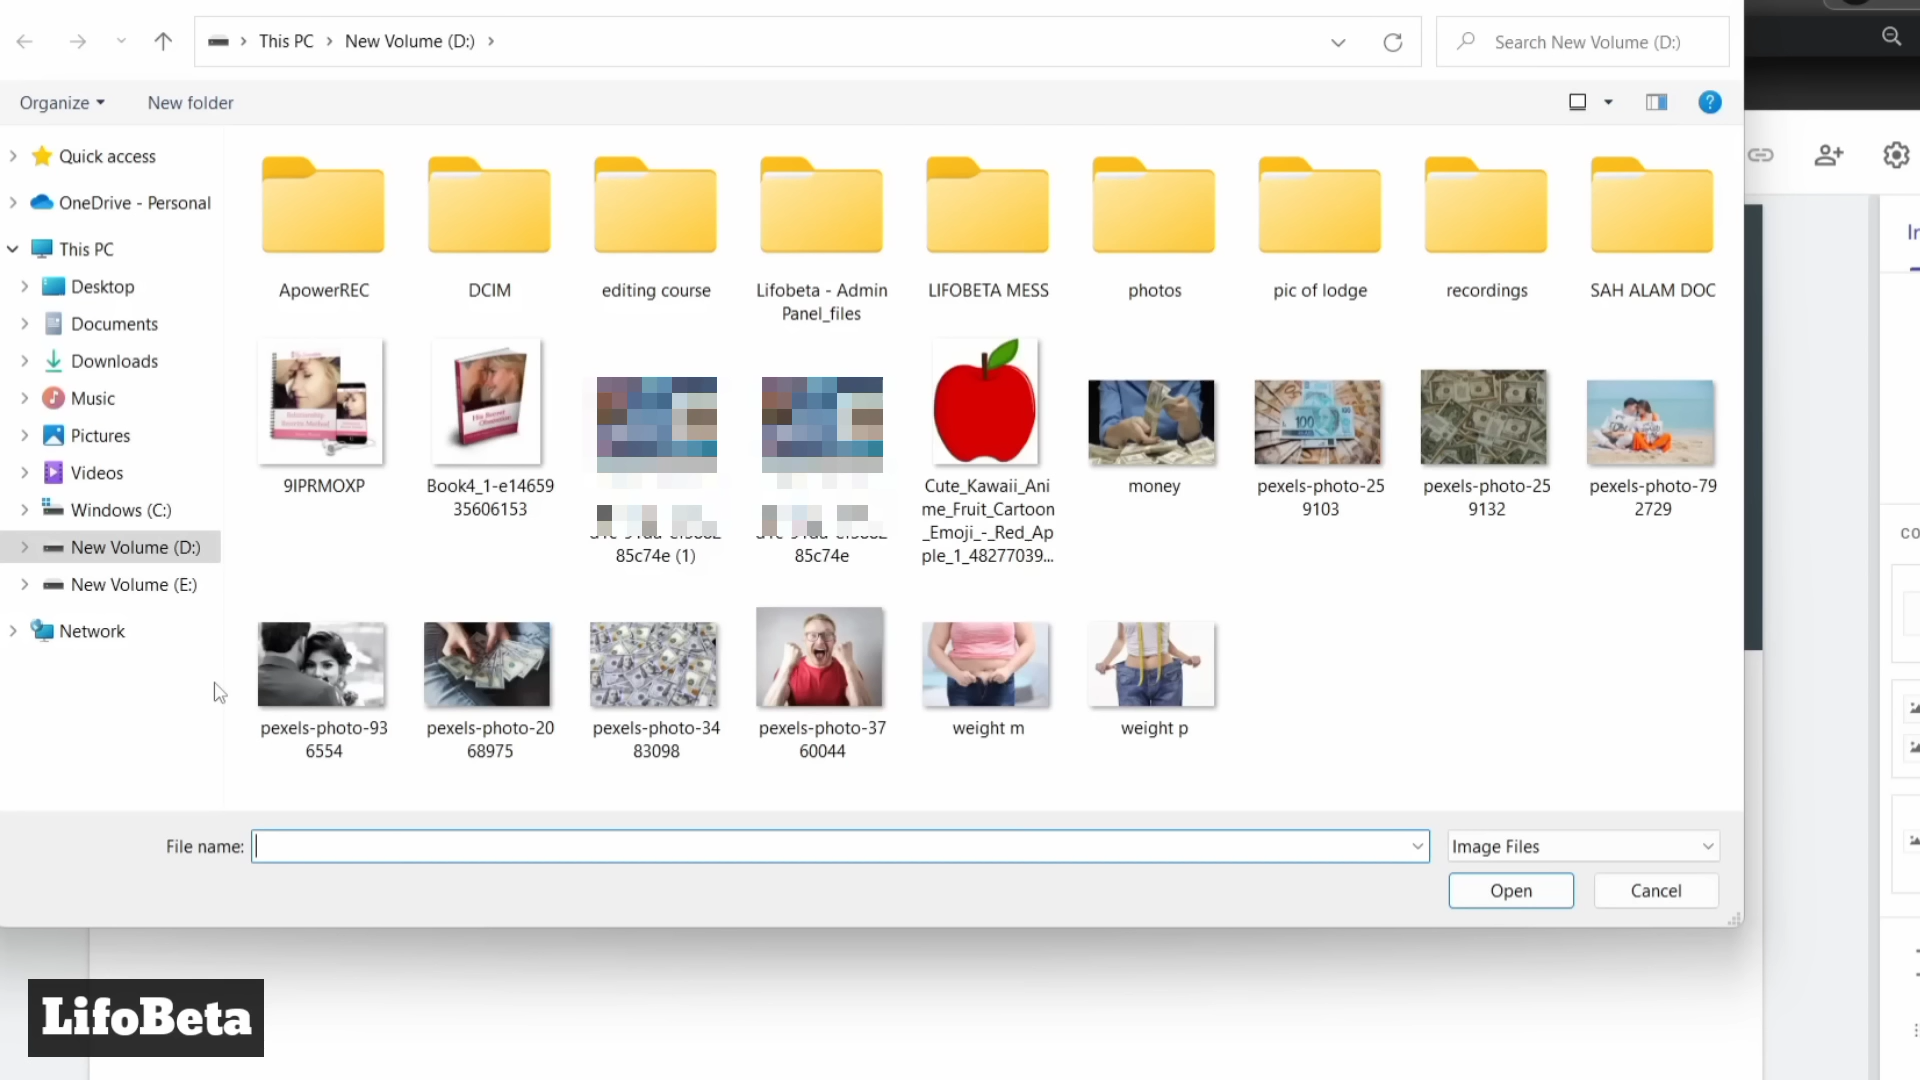 This PC
New Volume (D:)
Search New Volume (D:)
Organize
New folder
Quick access
OneDrive - Personal
This PC
Desktop
Documents
Downloads
Music
Pictures
Videos
Windows (C:)
New Volume (D:)
New Volume (E:)
Network
ApowerREC
DCIM
editing course
Lifobeta - Admin
Panel_files
LIFOBETA MESS
photos
pic of lodge
recordings
SAH ALAM DOC
9IPRMOXP
Book4_1-e14659
35606153
85c74e (1)
85c74e
Cute_Kawaii_Ani
me_Fruit_Cartoon
_Emoji_-_Red_Ap
ple_1_48277039...
money
pexels-photo-25
9103
pexels-photo-25
9132
pexels-photo-79
2729
pexels-photo-93
6554
pexels-photo-20
68975
pexels-photo-34
83098
pexels-photo-37
60044
weight m
weight p
File name:
Image Files
Open
Cancel
LifoBeta